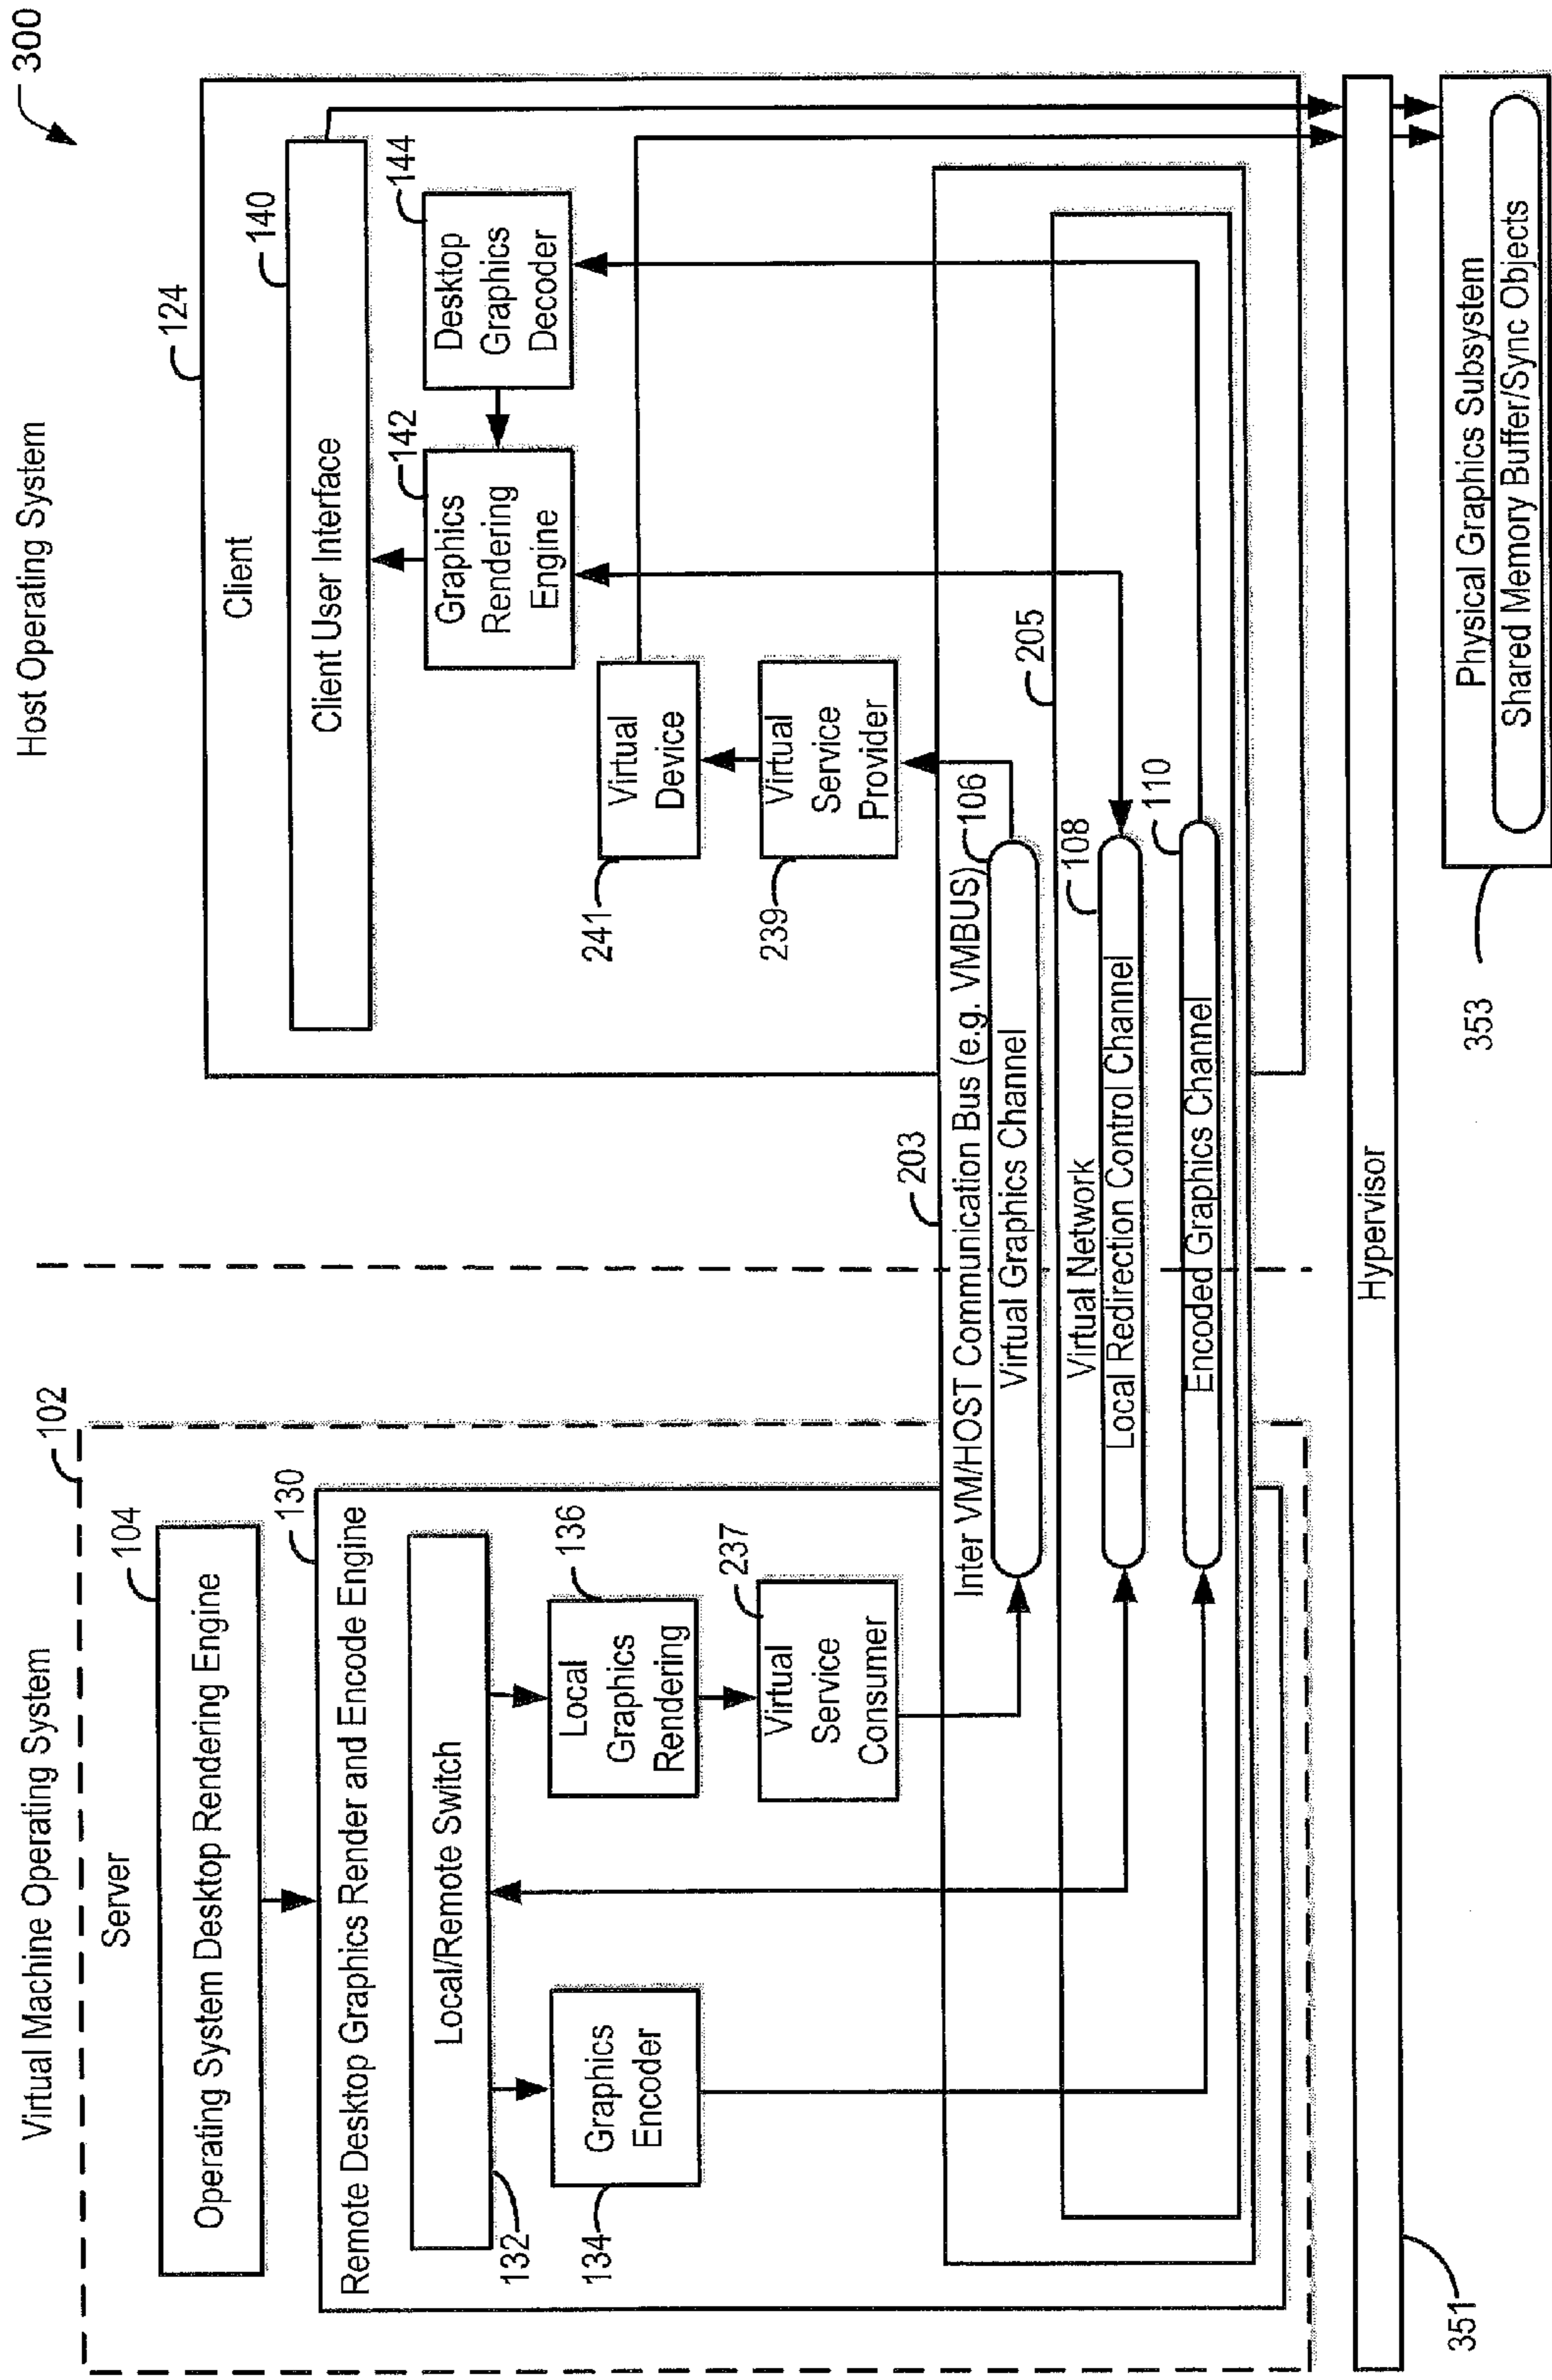 300
Virtual Machine Operating System
Host Operating System
102
Server
104
Operating System Desktop Rendering Engine
130
Remote Desktop Graphics Render and Encode Engine
Local/Remote Switch
132
Graphics
Encoder
134
Local
Graphics
Rendering
136
Virtual
Service
Consumer
237
124
Client
140
Client User Interface
142
Graphics
Rendering
Engine
144
Desktop
Graphics
Decoder
Virtual
Device
241
Virtual
Service
Provider
239
203
Inter VM/HOST Communication Bus (e.g. VMBUS)
106
Virtual Graphics Channel
205
Virtual Network
108
Local Redirection Control Channel
110
Encoded Graphics Channel
Hypervisor
351
Physical Graphics Subsystem
Shared Memory Buffer/Sync Objects
353